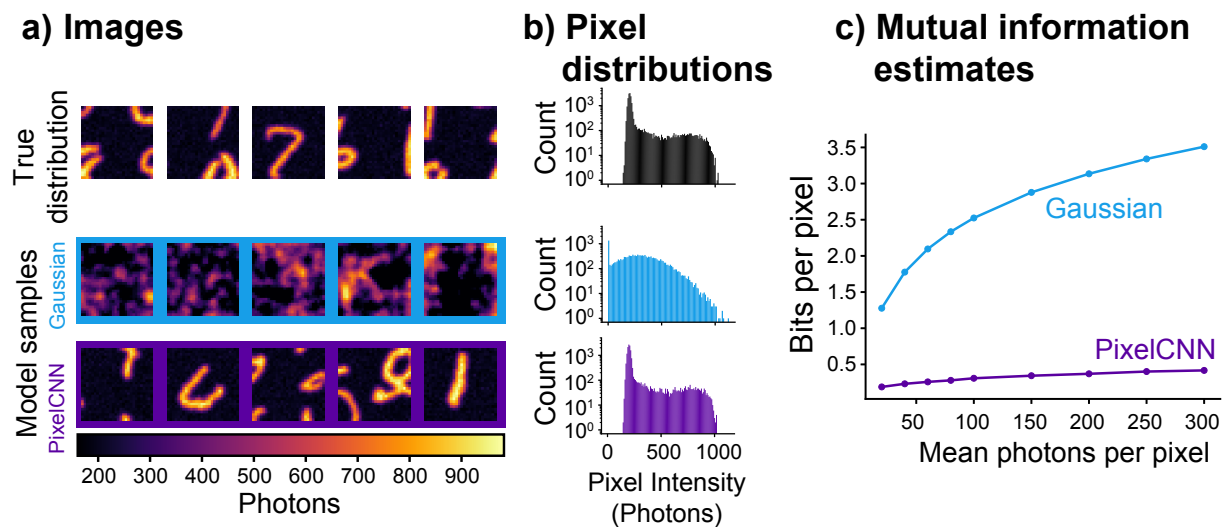 a) Images
True
distribution
Model samples
Gaussian
PixelCNN
200 300 400 500 600 700 800 900
Photons
b) Pixel
distributions
Count
10³
10²
10¹
10⁰
Count
10³
10²
10¹
10⁰
Count
10³
10²
10¹
10⁰
0 500 1000
Pixel Intensity
(Photons)
c) Mutual information
estimates
Bits per pixel
3.5
3.0
2.5
2.0
1.5
1.0
0.5
Gaussian
PixelCNN
50 100 150 200 250 300
Mean photons per pixel